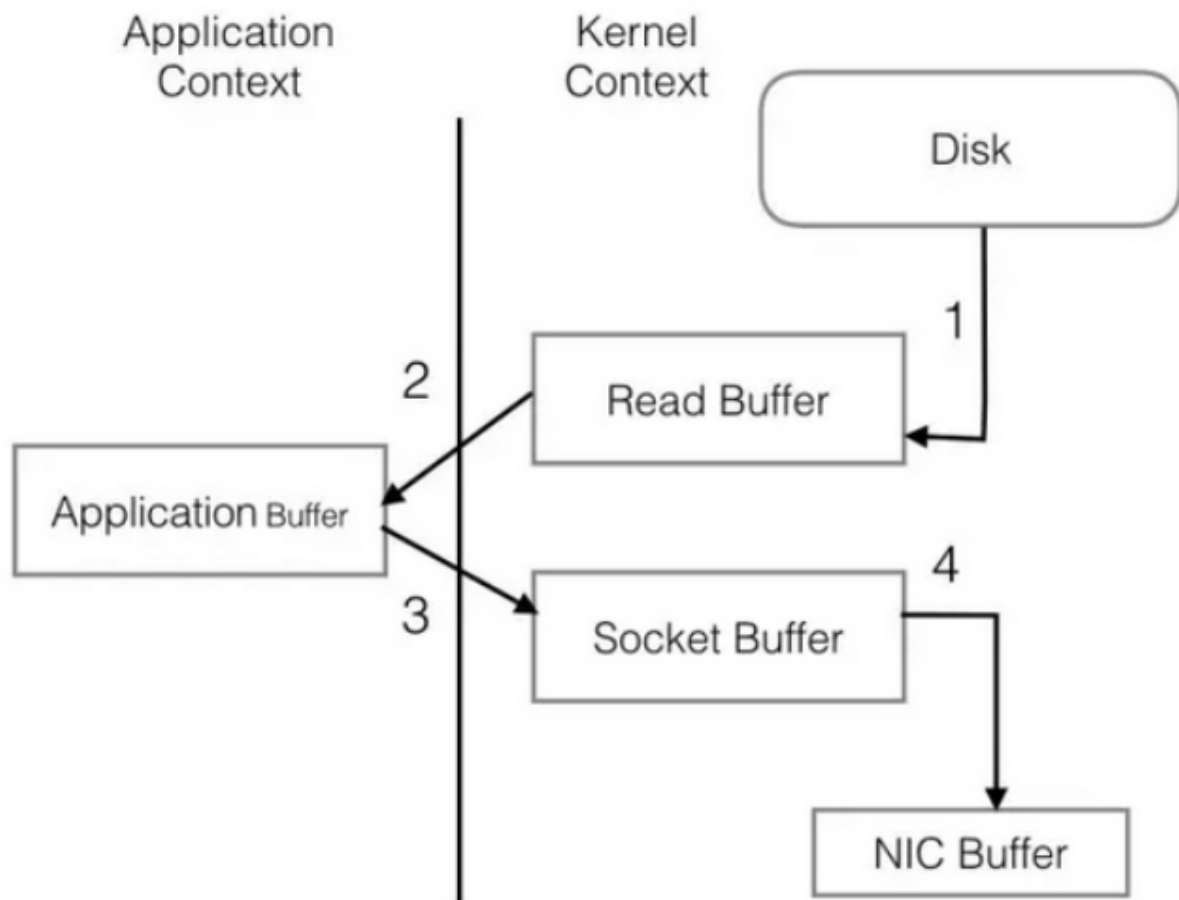 Application
Context
Kernel
Context
Disk
1
2
Read Buffer
Application Buffer
3
4
Socket Buffer
NIC Buffer